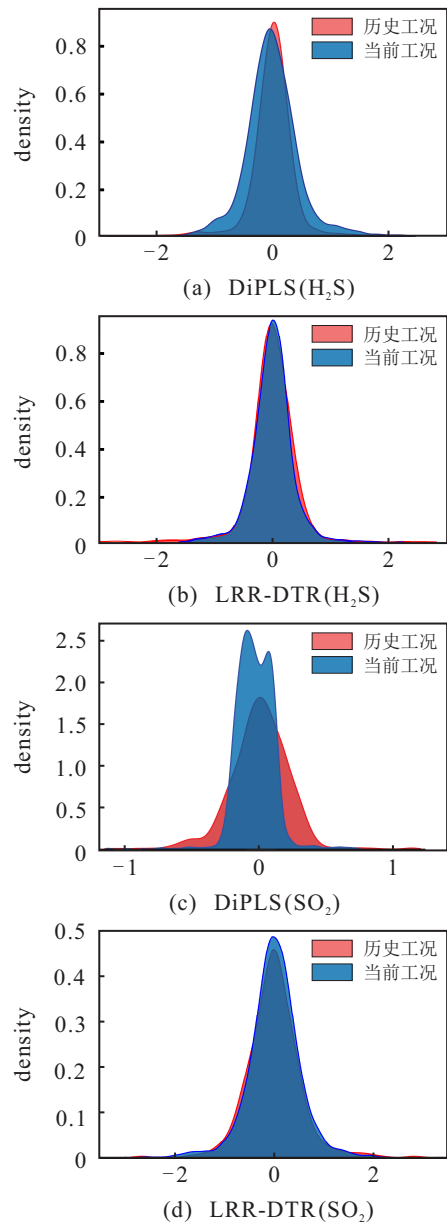 历史工况
当前工况
0.8
0.6
0.4
0.2
0
density
−2 0 2
(a) DiPLS(H₂S)
历史工况
当前工况
0.8
0.6
0.4
0.2
0
density
−2 0 2
(b) LRR-DTR(H₂S)
历史工况
当前工况
2.5
2.0
1.5
1.0
0.5
0
density
−1 0 1
(c) DiPLS(SO₂)
历史工况
当前工况
0.5
0.4
0.3
0.2
0.1
0
density
−2 0 2
(d) LRR-DTR(SO₂)